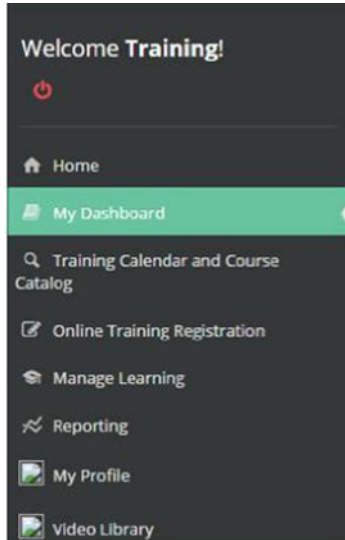 Welcome Training!
Home
My Dashboard
Training Calendar and Course
Catalog
Online Training Registration
Manage Learning
Reporting
My Profile
Video Library